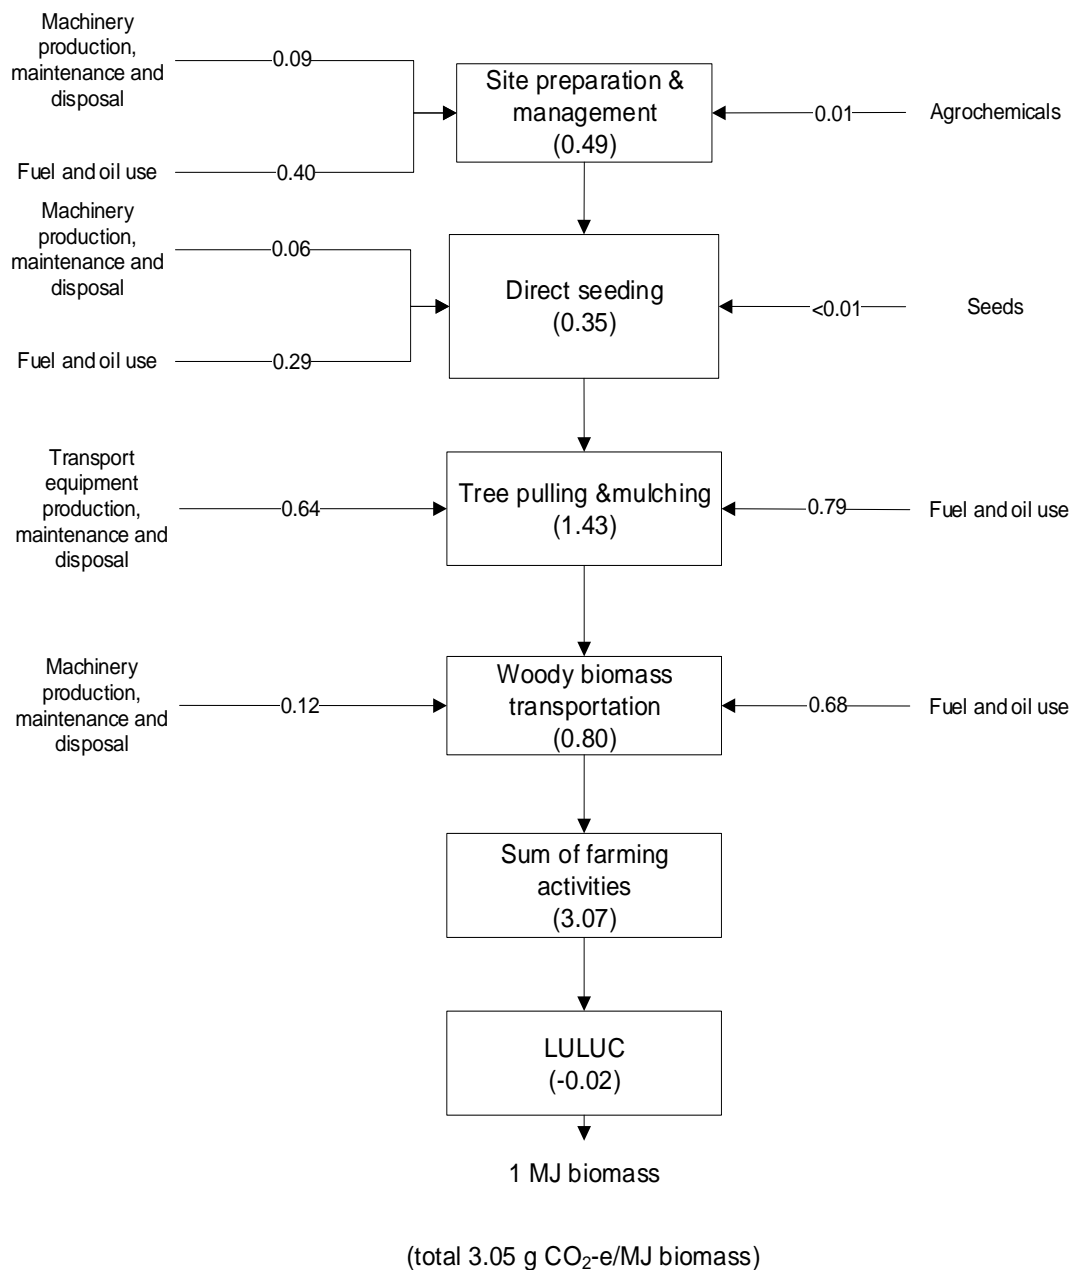 Machinery
production,
maintenance and
disposal
0.09
Site preparation &
management
(0.49)
0.01
Agrochemicals
Fuel and oil use
0.40
Machinery
production,
maintenance and
disposal
0.06
Direct seeding
(0.35)
<0.01
Seeds
Fuel and oil use
0.29
Transport
equipment
production,
maintenance and
disposal
0.64
Tree pulling &mulching
(1.43)
0.79
Fuel and oil use
Machinery
production,
maintenance and
disposal
0.12
Woody biomass
transportation
(0.80)
0.68
Fuel and oil use
Sum of farming
activities
(3.07)
LULUC
(-0.02)
1 MJ biomass
(total 3.05 g CO₂-e/MJ biomass)